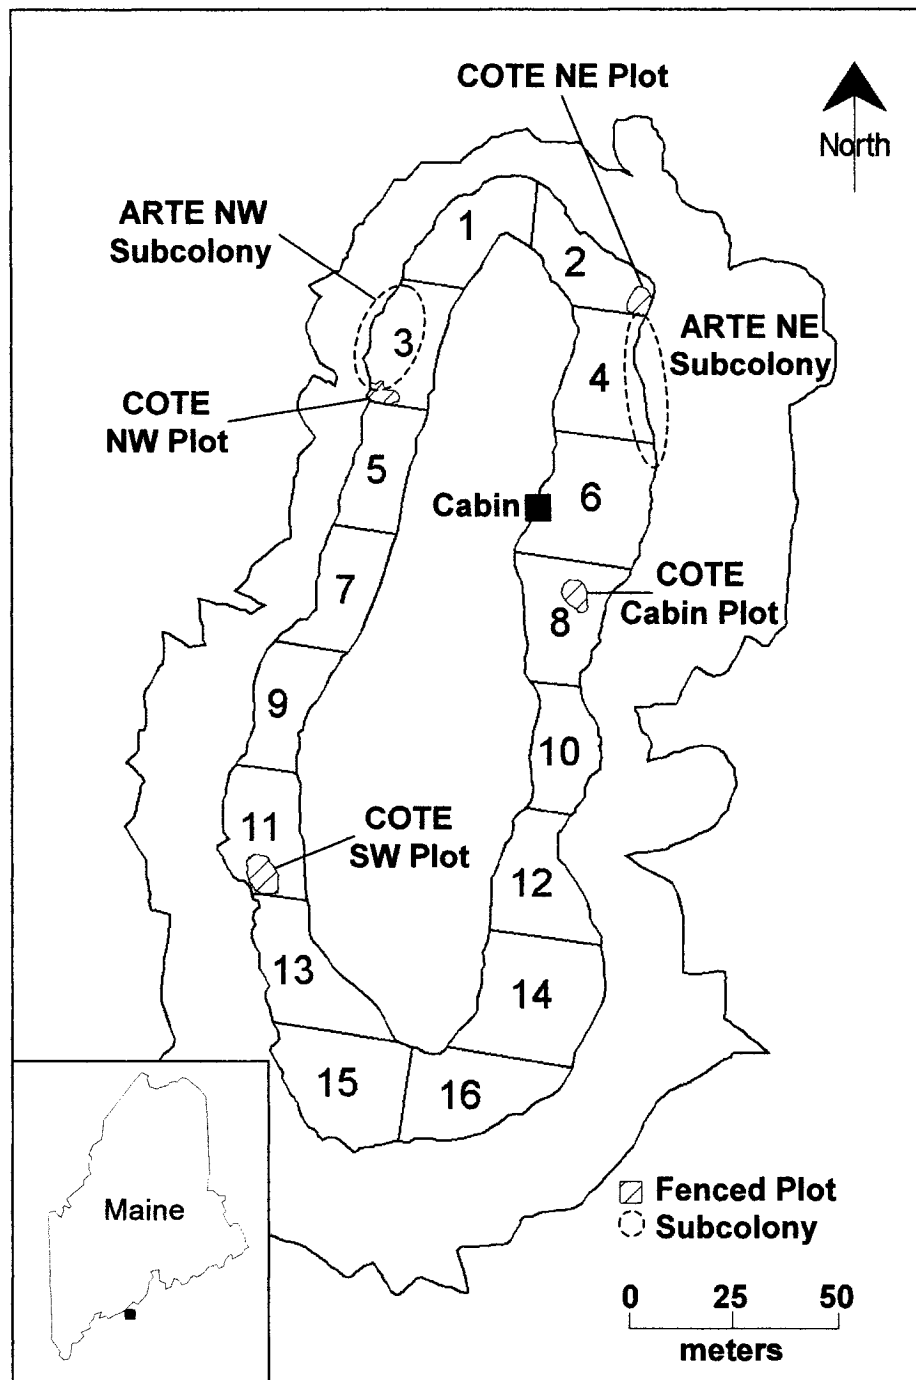 COTE NE Plot
North
ARTE NW
Subcolony
1
2
3
4
ARTE NE
Subcolony
COTE
NW Plot
5
Cabin
6
7
COTE
Cabin Plot
8
9
10
11
COTE
SW Plot
12
13
14
15
16
Maine
Fenced Plot
Subcolony
0 25 50
meters